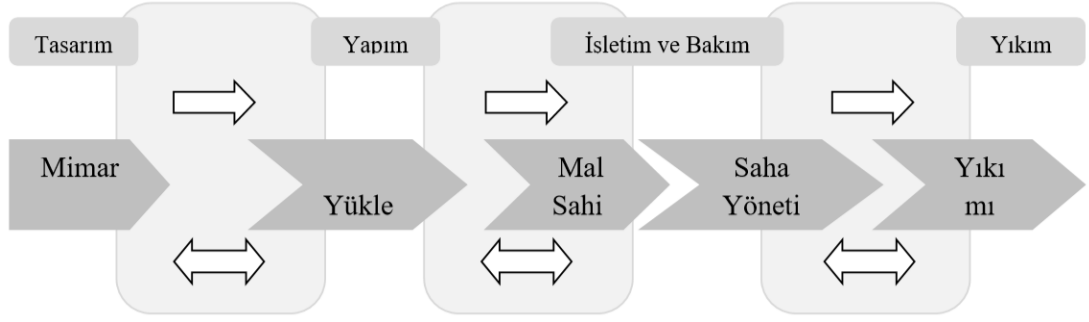 Tasarım
Yapım
İşletim ve Bakım
Yıkım
Mimar
Yükle
Mal
Sahi
Saha
Yöneti
Yıkı
mı